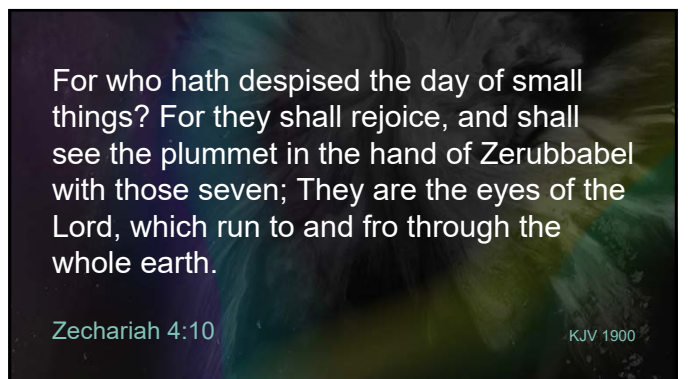 For who hath despised the day of small
things? For they shall rejoice, and shall
see the plummet in the hand of Zerubbabel
with those seven; They are the eyes of the
Lord, which run to and fro through the
whole earth.
Zechariah 4:10
KJV 1900